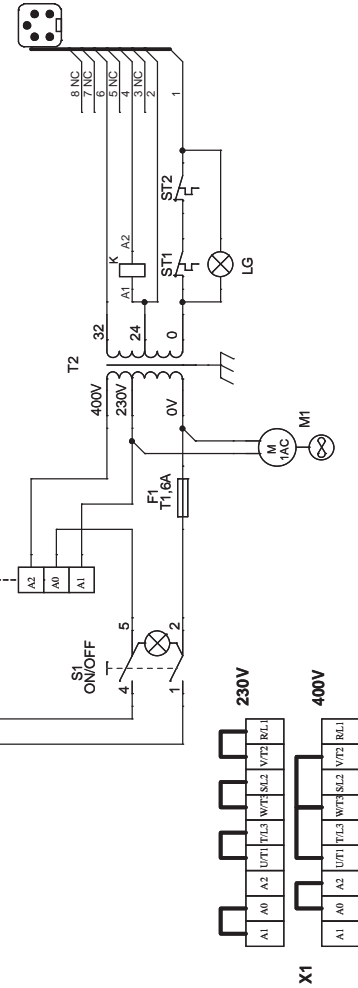 8 NC
7 NC
6
5 NC
4
3 NC
2
1
ST2
ST1
LG
K
A2
A1
32
24
0
T2
400V
230V
0V
M
1AC
M1
F1
T1,6A
A2
A0
A1
S1
ON/OFF
5
4
2
1
230V
A1 A0 A2 U/T1 T/L3 W/T3 S/L2 V/T2 R/L1
400V
A1 A0 A2 U/T1 T/L3 W/T3 S/L2 V/T2 R/L1
X1